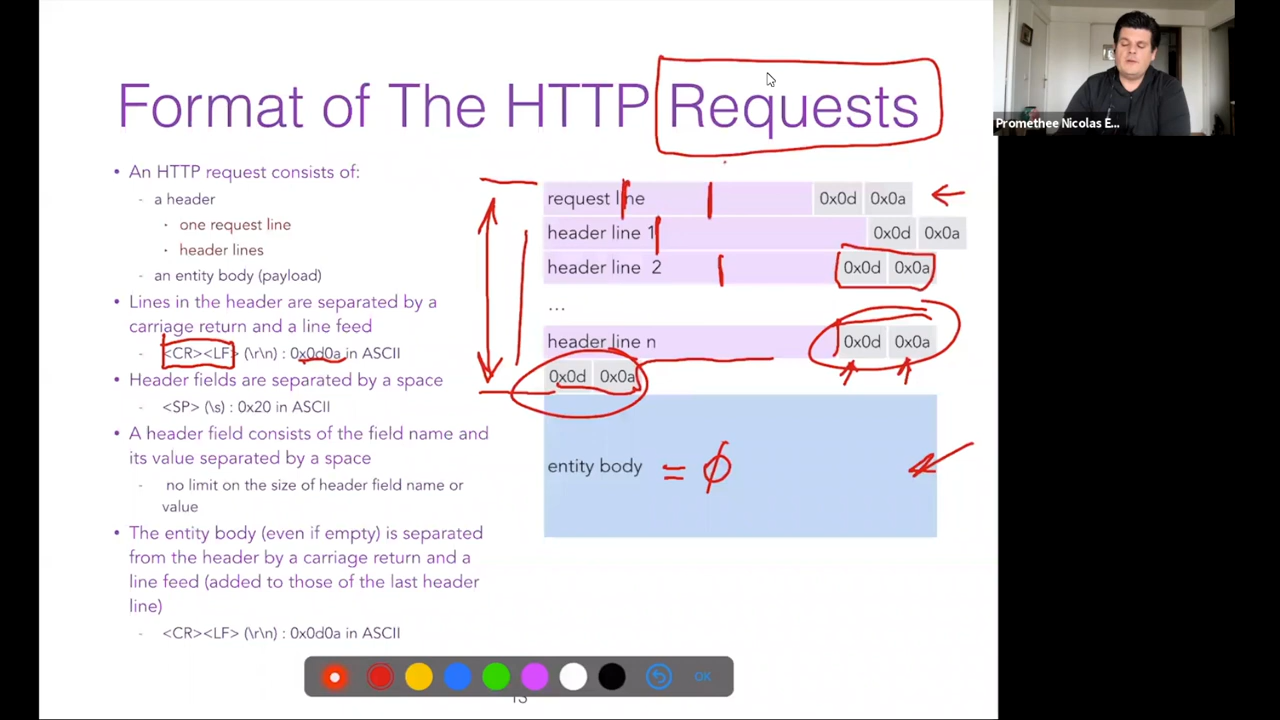 Format of The HTTP Requests
Promethee Nicolas E...
• An HTTP request consists of:
- a header
· one request line
· header lines
- an entity body (payload)
• Lines in the header are separated by a
carriage return and a line feed
- <CR><LF> (\r\n) : 0x0d0a in ASCII
• Header fields are separated by a space
- <SP> (\s) : 0x20 in ASCII
• A header field consists of the field name and
its value separated by a space
- no limit on the size of header field name or
value
• The entity body (even if empty) is separated
from the header by a carriage return and a
line feed (added to those of the last header
line)
- <CR><LF> (\r\n) : 0x0d0a in ASCII
request line 0x0d 0x0a
header line 1 0x0d 0x0a
header line 2 0x0d 0x0a
...
header line n 0x0d 0x0a
0x0d 0x0a
entity body = ϕ
OK